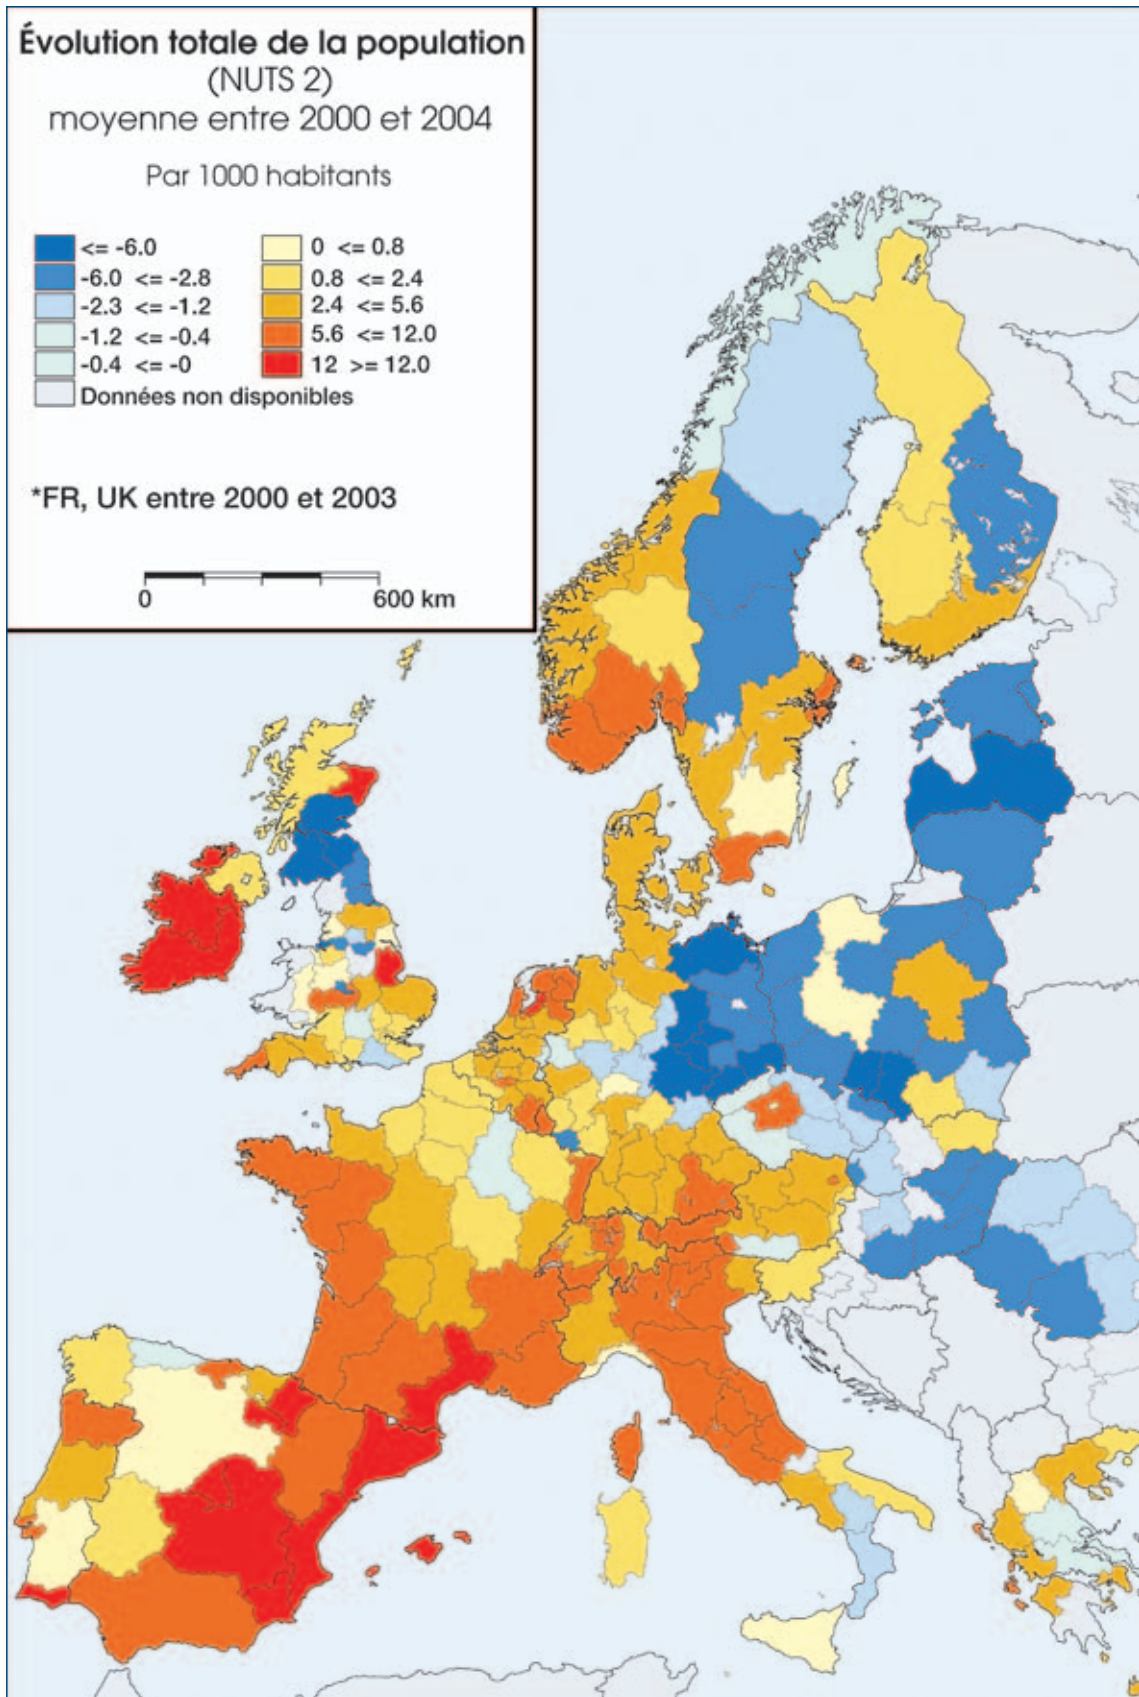 Évolution totale de la population
(NUTS 2)
moyenne entre 2000 et 2004
Par 1000 habitants
<= -6.0
-6.0 <= -2.8
-2.3 <= -1.2
-1.2 <= -0.4
-0.4 <= -0
Données non disponibles
0 <= 0.8
0.8 <= 2.4
2.4 <= 5.6
5.6 <= 12.0
12 >= 12.0
*FR, UK entre 2000 et 2003
0 600 km